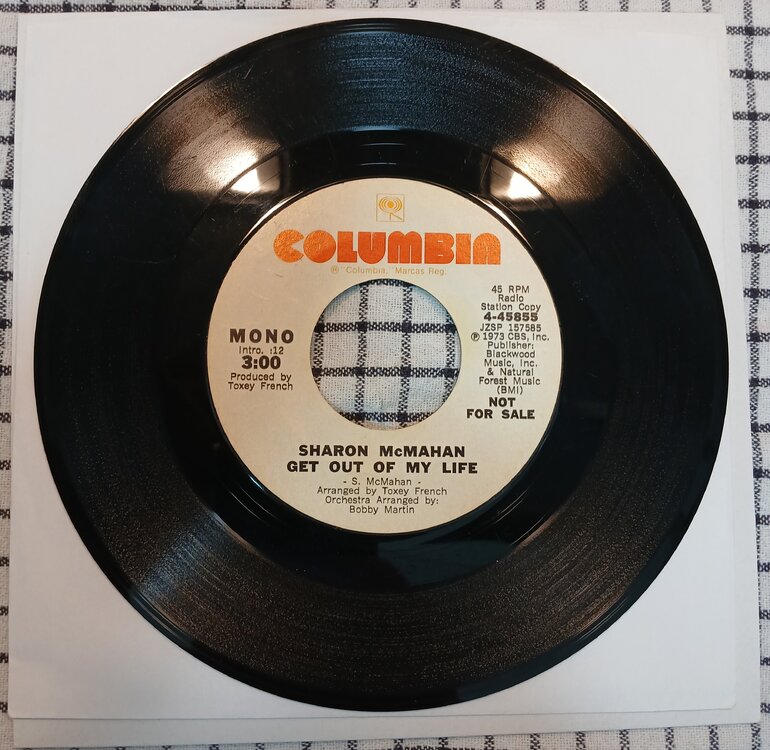 COLUMBIA
® "Columbia," Marcas Reg.
MONO
Intro. :12
3:00
Produced by
Toxey French
45 RPM
Radio
Station Copy
4-45855
JZSP 157585
℗ 1973 CBS, Inc.
Publisher:
Blackwood
Music, Inc.
& Natural
Forest Music
(BMI)
NOT
FOR SALE
SHARON McMAHAN
GET OUT OF MY LIFE
- S. McMahan -
Arranged by Toxey French
Orchestra Arranged by:
Bobby Martin